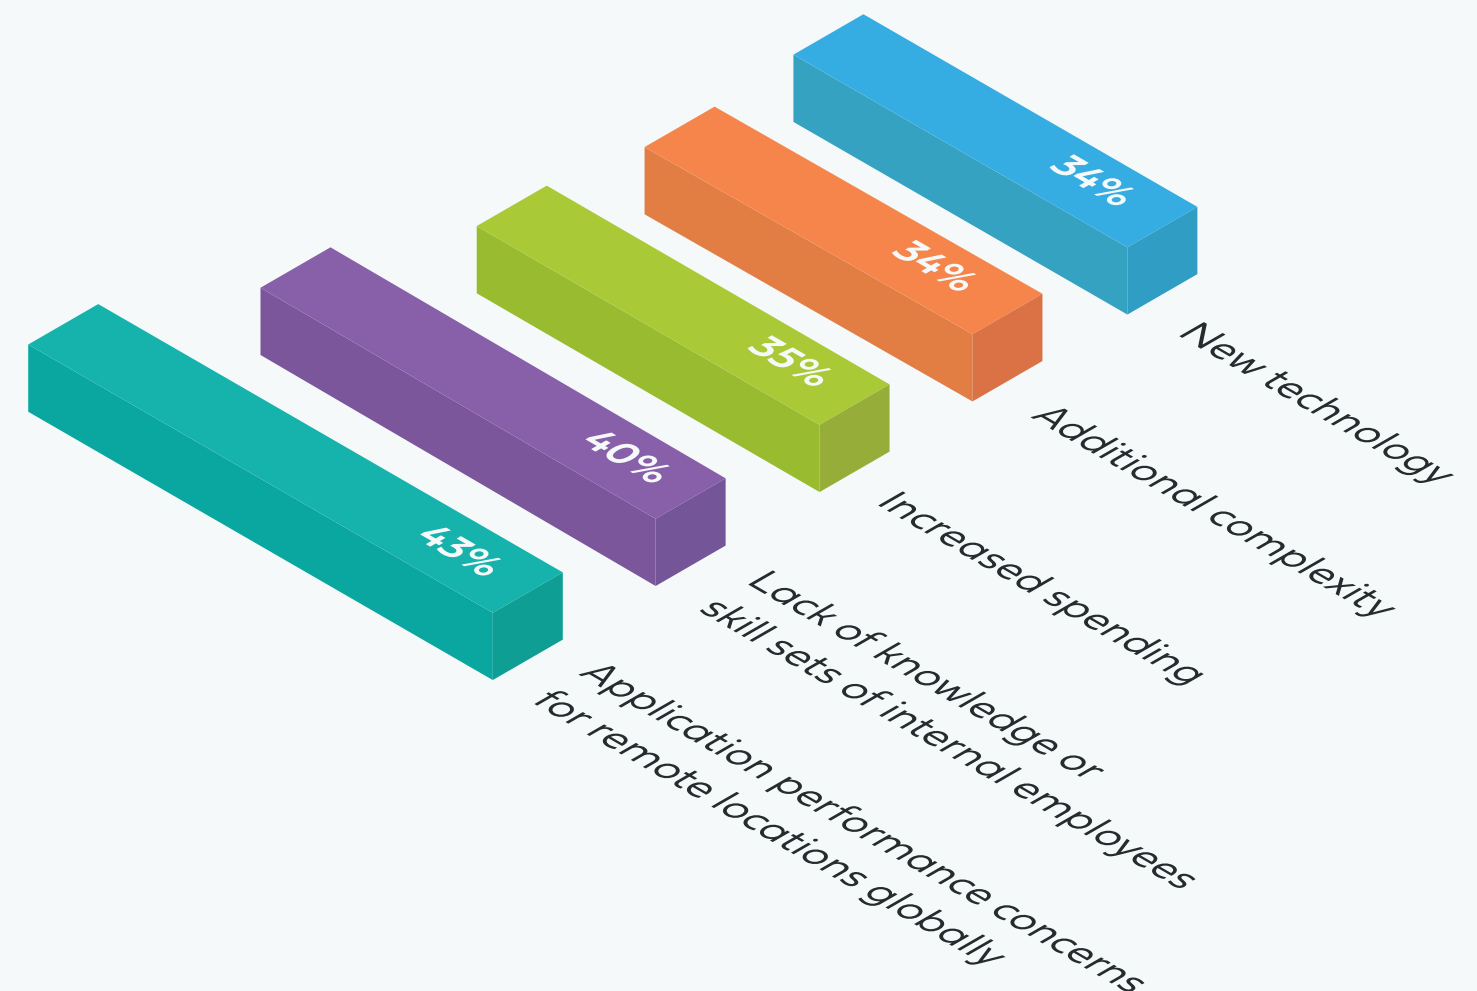 34%
New technology
34%
Additional complexity
35%
Increased spending
40%
Lack of knowledge or
skill sets of internal employees
43%
Application performance concerns
for remote locations globally